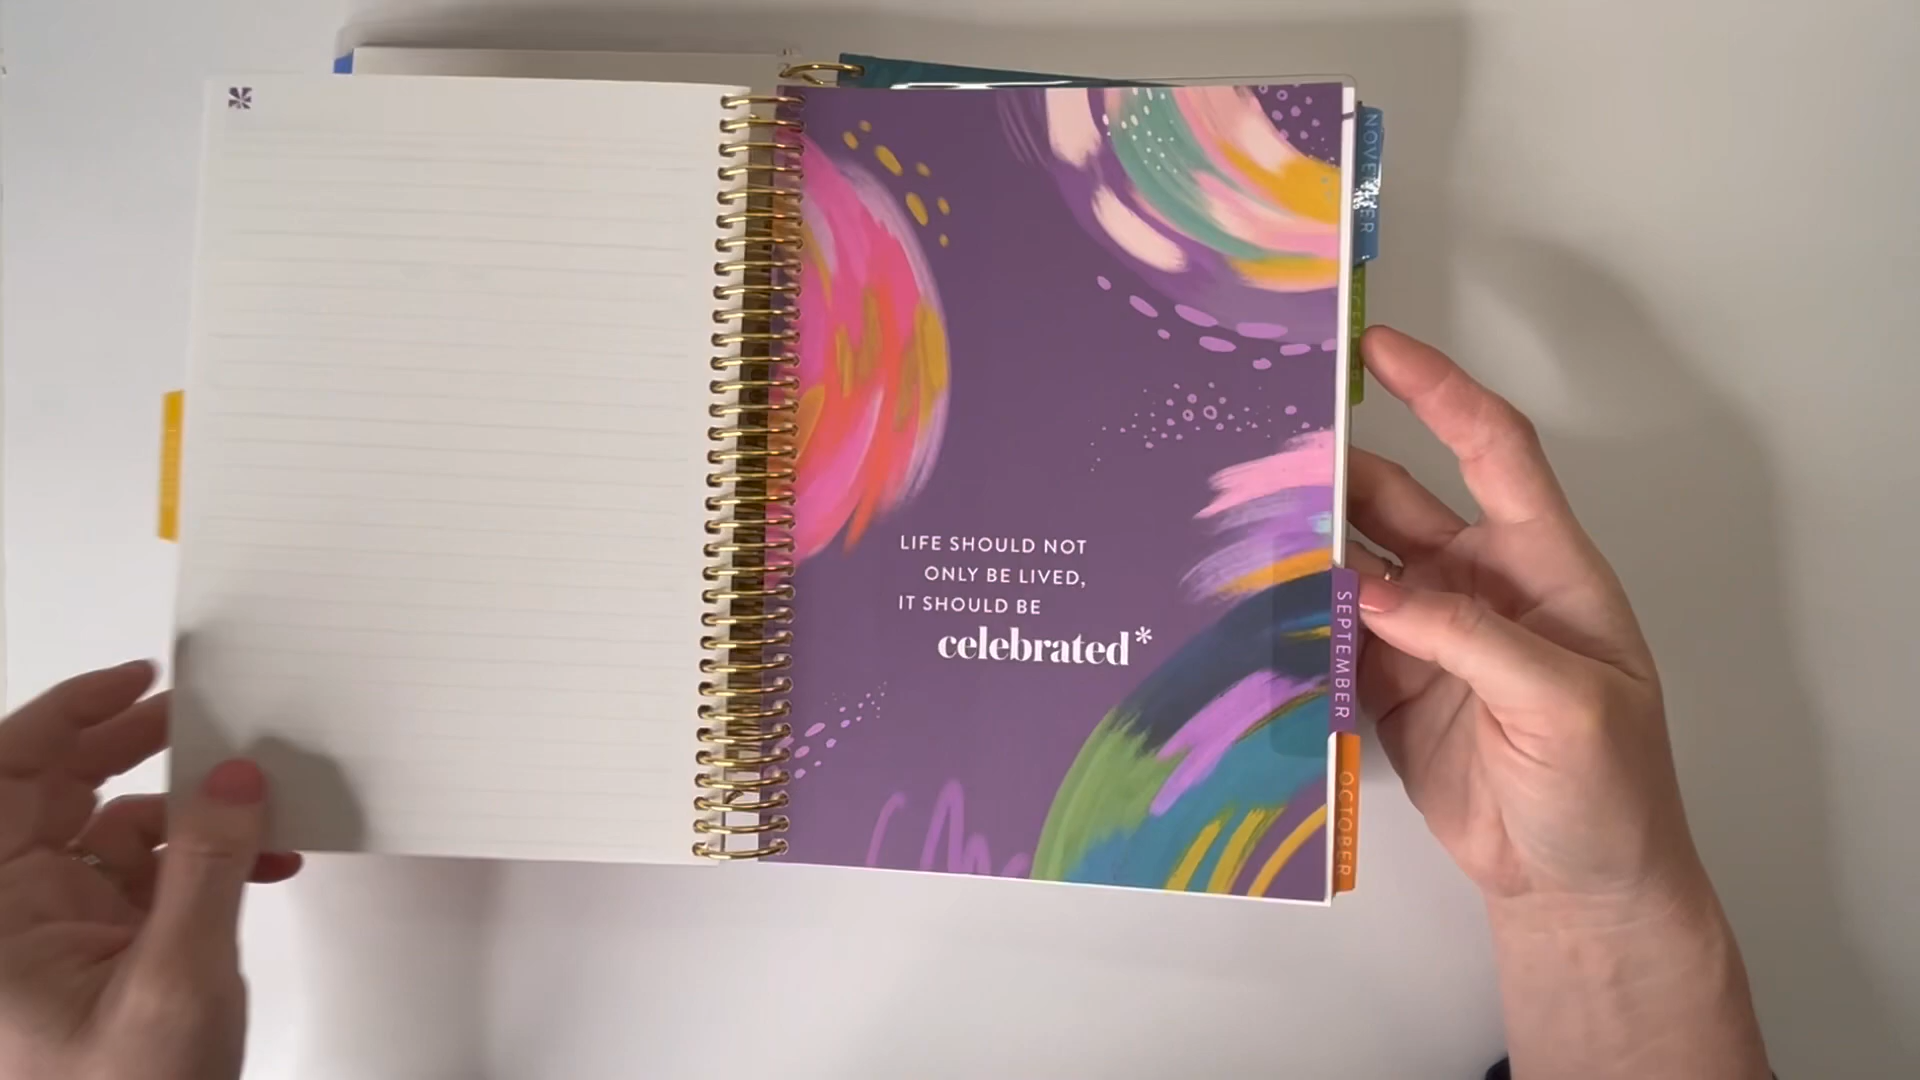 LIFE SHOULD NOT
ONLY BE LIVED,
IT SHOULD BE
celebrated*
NOVEMBER
SEPTEMBER
OCTOBER